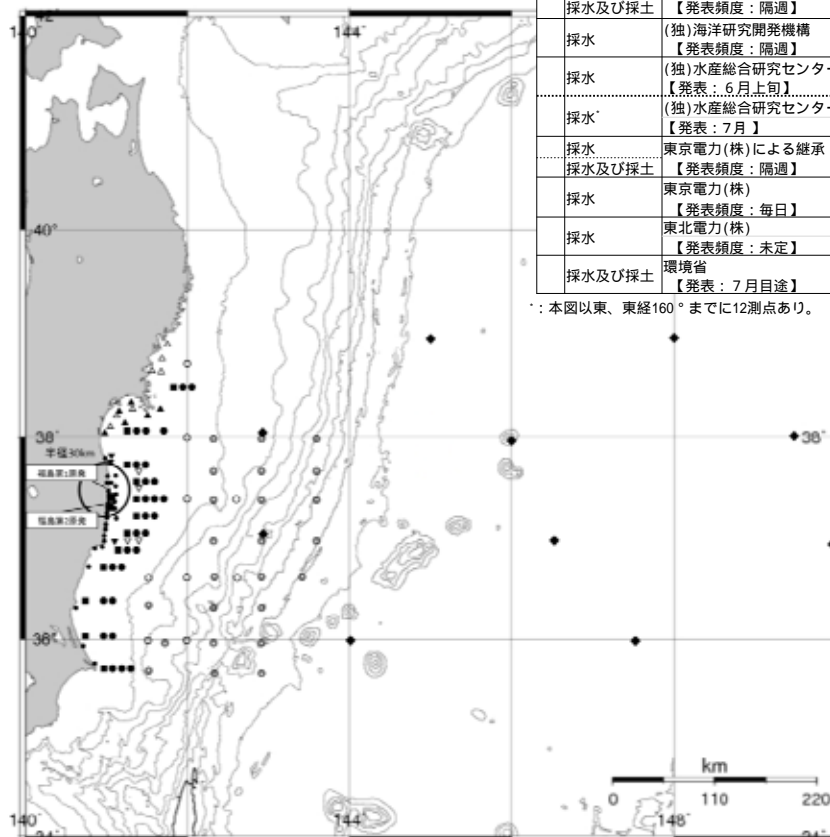 採水及び採土 【発表頻度：隔週】
採水 (独)海洋研究開発機構
【発表頻度：隔週】
採水 (独)水産総合研究センター
【発表：６月上旬】
採水* (独)水産総合研究センター
【発表：7月 】
採水 東京電力(株)による継承
採水及び採土 【発表頻度：隔週】
採水 東京電力(株)
【発表頻度：毎日】
採水 東北電力(株)
【発表頻度：未定】
採水及び採土 環境省
【発表：７月目途】
*：本図以東、東経160°までに12測点あり。
140° 144°
42°
40°
38° 38°
半径30km
福島第1原発
福島第2原発
36°
km
0 110 220
140° 144° 148°